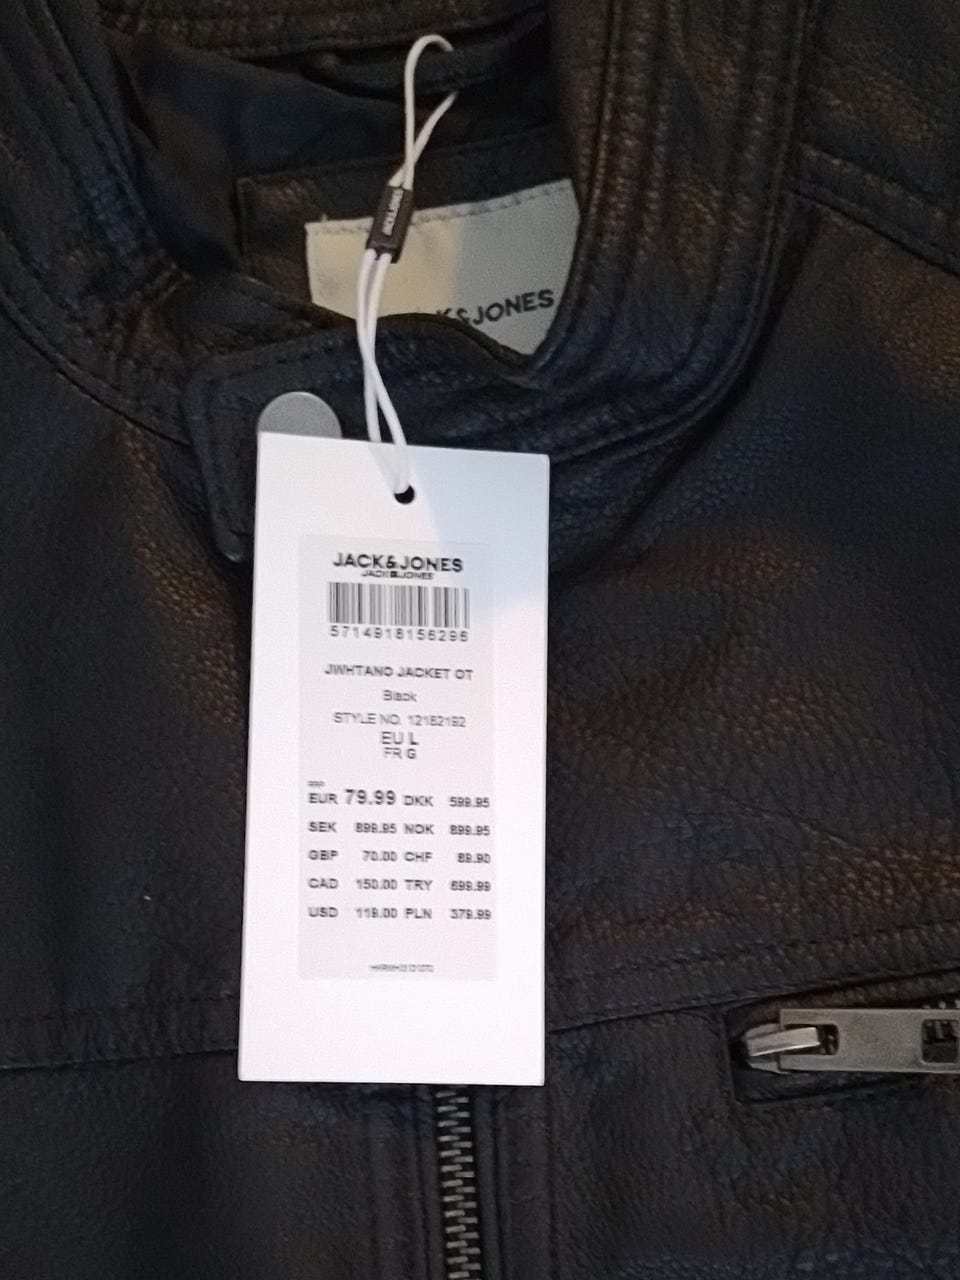 JACK&JONES
K&JONES
JACK&JONES
JACK&JONES
5714918156296
JWHTANO JACKET OT
Black
STYLE NO. 12182192
EU L
FR G
EUR 79.99 DKK 599.95
SEK 899.95 NOK 899.95
GBP 70.00 CHF 89.90
CAD 150.00 TRY 699.99
USD 119.00 PLN 379.99